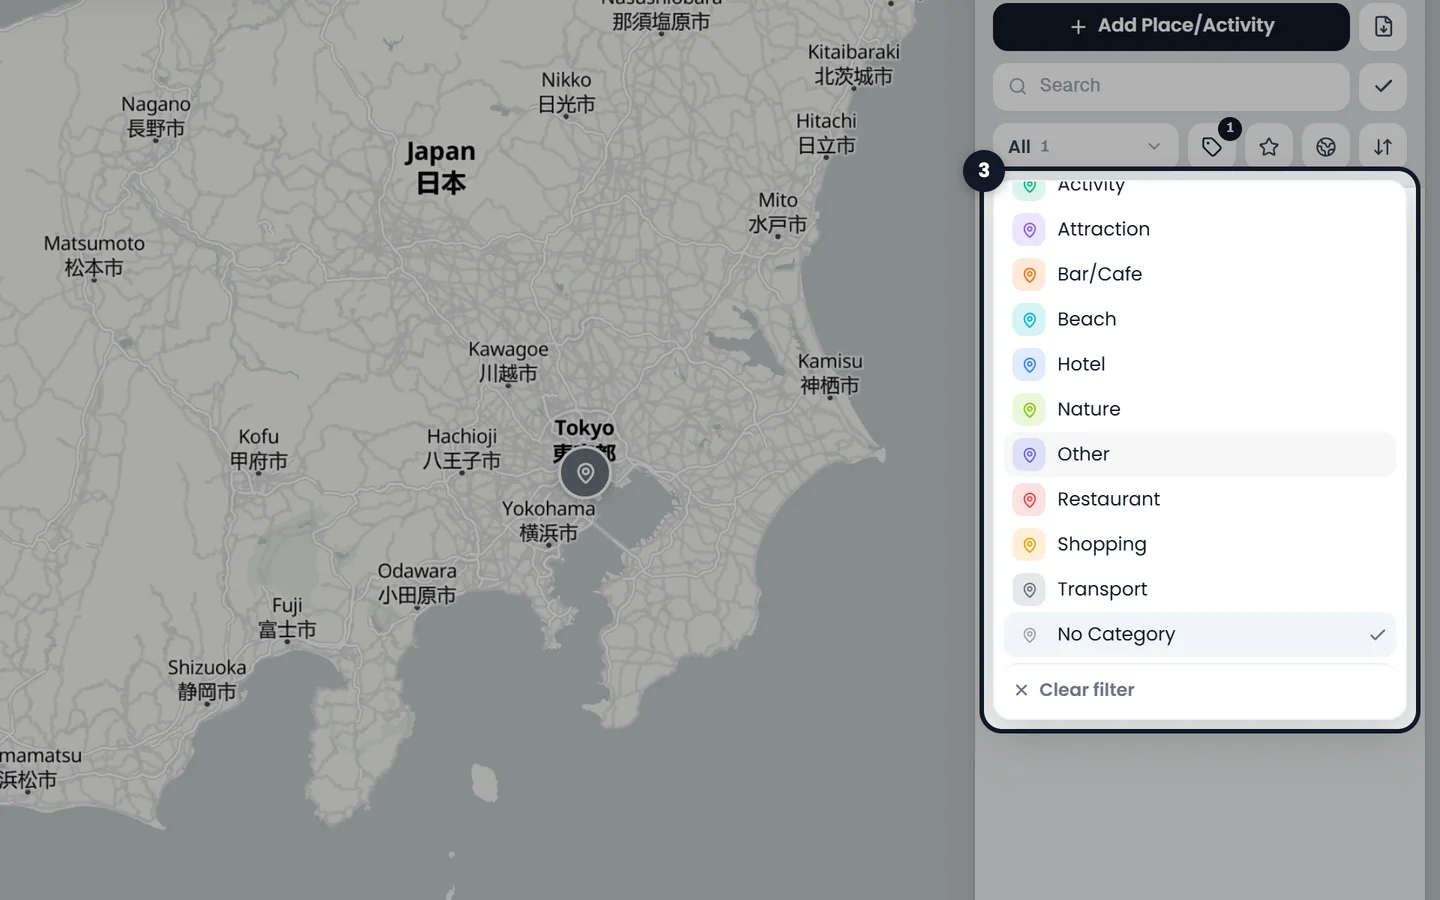 那須塩原市
Kitaibaraki
北茨城市
Nikko
日光市
Nagano
長野市
Hitachi
日立市
Japan
日本
Mito
水戸市
Matsumoto
松本市
Kawagoe
川越市
Kamisu
神栖市
Tokyo
Kofu
甲府市
Hachioji
八王子市
Yokohama
横浜市
Odawara
小田原市
Fuji
富士市
Shizuoka
静岡市
mamatsu
浜松市
+ Add Place/Activity
Search
All 1
1
3
Activity
Attraction
Bar/Cafe
Beach
Hotel
Nature
Other
Restaurant
Shopping
Transport
No Category
Clear filter